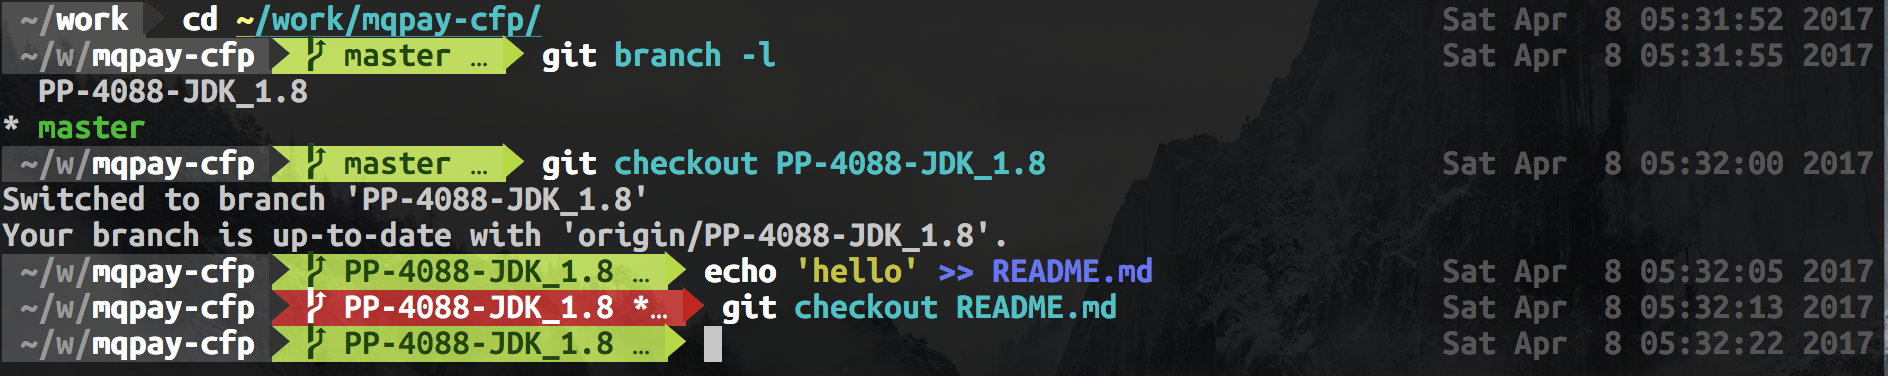 ~/work cd ~/work/mqpay-cfp/ Sat Apr 8 05:31:52 2017
~/w/mqpay-cfp master … git branch -l Sat Apr 8 05:31:55 2017
PP-4088-JDK_1.8
* master
~/w/mqpay-cfp master … git checkout PP-4088-JDK_1.8 Sat Apr 8 05:32:00 2017
Switched to branch 'PP-4088-JDK_1.8'
Your branch is up-to-date with 'origin/PP-4088-JDK_1.8'.
~/w/mqpay-cfp PP-4088-JDK_1.8 … echo 'hello' >> README.md Sat Apr 8 05:32:05 2017
~/w/mqpay-cfp PP-4088-JDK_1.8 *… git checkout README.md Sat Apr 8 05:32:13 2017
~/w/mqpay-cfp PP-4088-JDK_1.8 … Sat Apr 8 05:32:22 2017